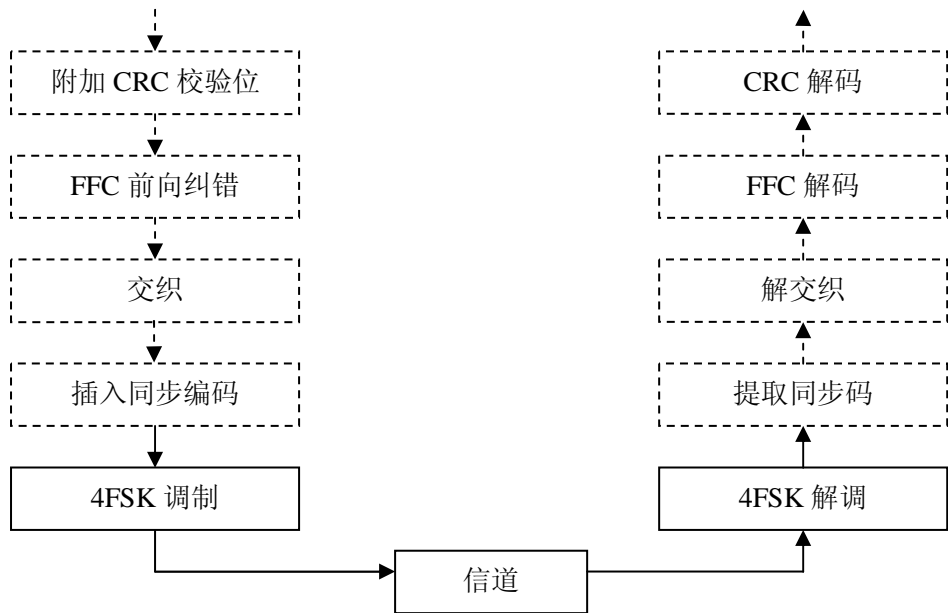 附加 CRC 校验位
FFC 前向纠错
交织
插入同步编码
4FSK 调制
信道
CRC 解码
FFC 解码
解交织
提取同步码
4FSK 解调